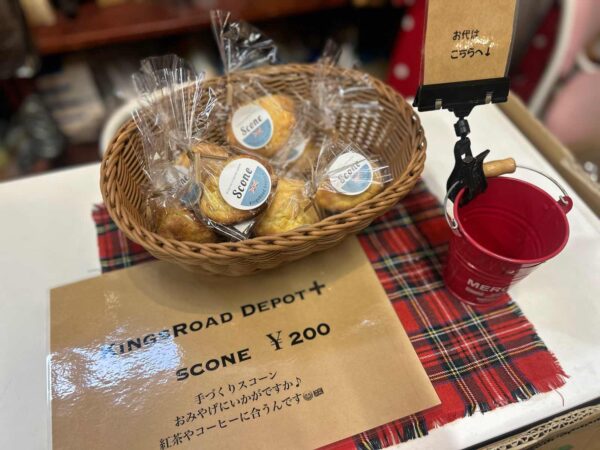 お代は
こちらへ↓
Scone
Scone
Scone
MERC
KINGSROAD DEPOT+
SCONE ¥200
手づくりスコーン
おみやげにいかがですか♪
紅茶やコーヒーに合うんです